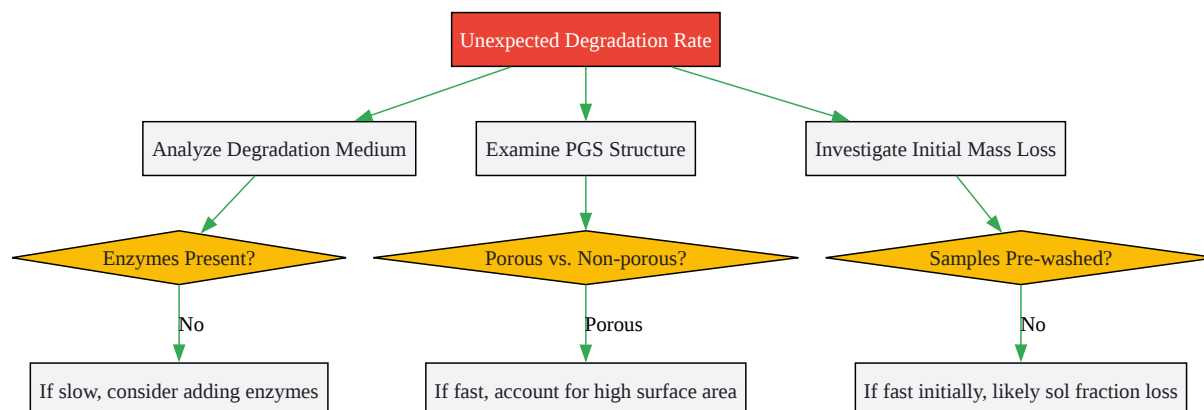 Unexpected Degradation Rate
Analyze Degradation Medium
Examine PGS Structure
Investigate Initial Mass Loss
Enzymes Present?
Porous vs. Non-porous?
Samples Pre-washed?
No
Porous
No
If slow, consider adding enzymes
If fast, account for high surface area
If fast initially, likely sol fraction loss